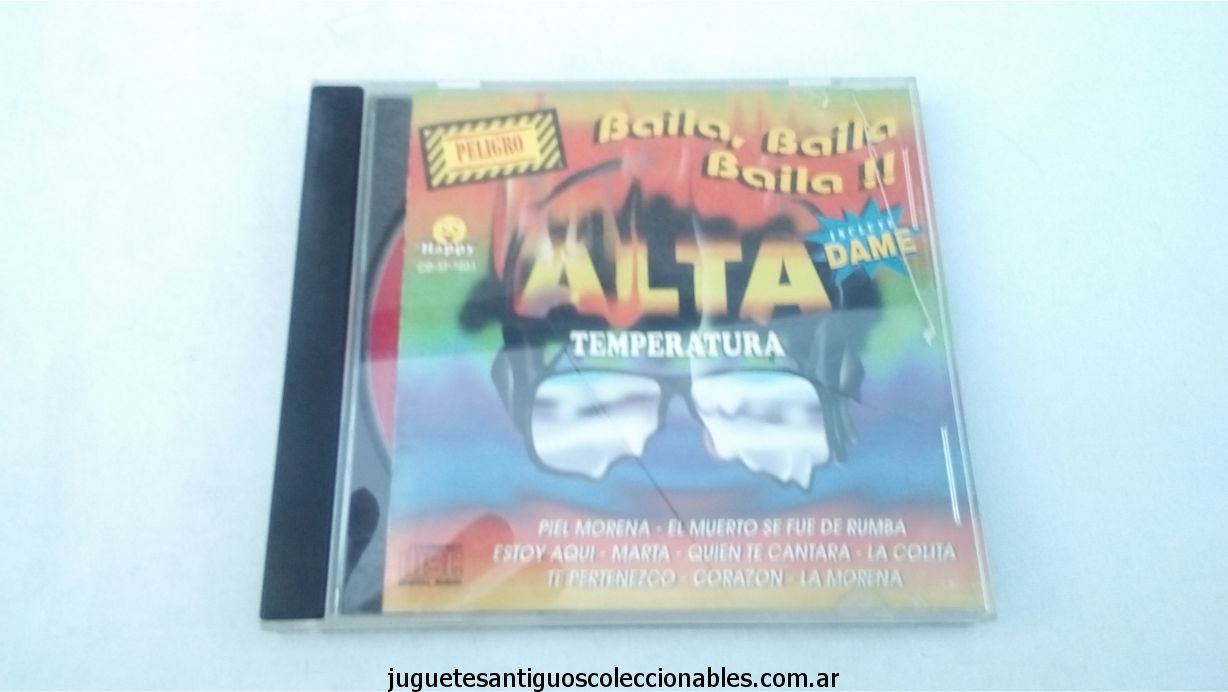 PELIGRO
Baila, Baila
Baila !!
Happy
INCLUYE
DAME
ALTA
TEMPERATURA
PIEL MORENA - EL MUERTO SE FUE DE RUMBA
ESTOY AQUI - MARTA - QUIEN TE CANTARA - LA COLITA
TE PERTENEZCO - CORAZON - LA MORENA
juguetesantiguoscoleccionables.com.ar